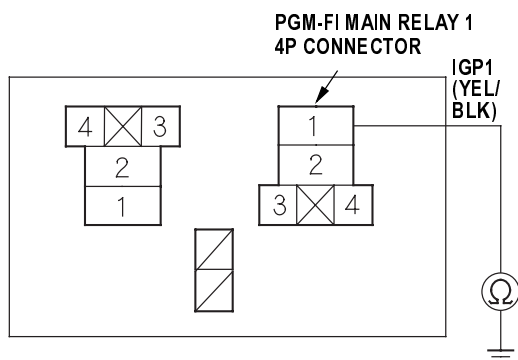 PGM-FI MAIN RELAY 1
4P CONNECTOR
IGP1
(YEL/
BLK)
4 3
2
1
1
2
3 4
Ω